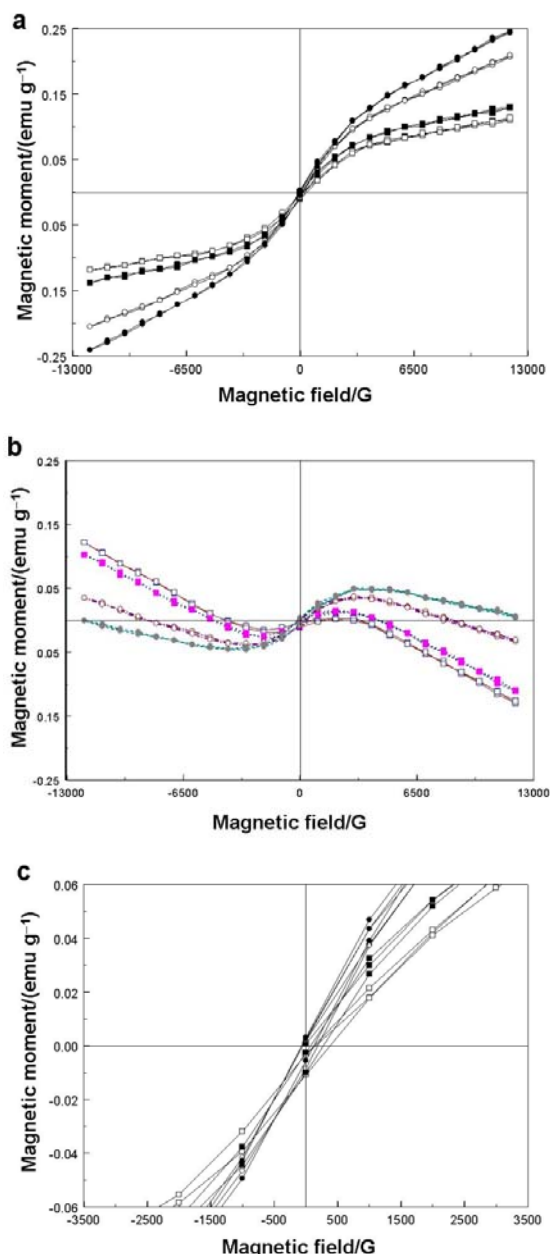 a
0.25
0.15
0.05
0.05
0.15
-0.25
-13000 -6500 0 6500 13000
Magnetic moment/(emu g⁻¹)
Magnetic field/G
b
0.25
0.15
0.05
0.05
0.15
-0.25
-13000 -6500 0 6500 13000
Magnetic moment/(emu g⁻¹)
Magnetic field/G
c
0.06
0.04
0.02
0.00
-0.02
-0.04
-0.06
-3500 -2500 -1500 -500 500 1500 2500 3500
Magnetic moment/(emu g⁻¹)
Magnetic field/G